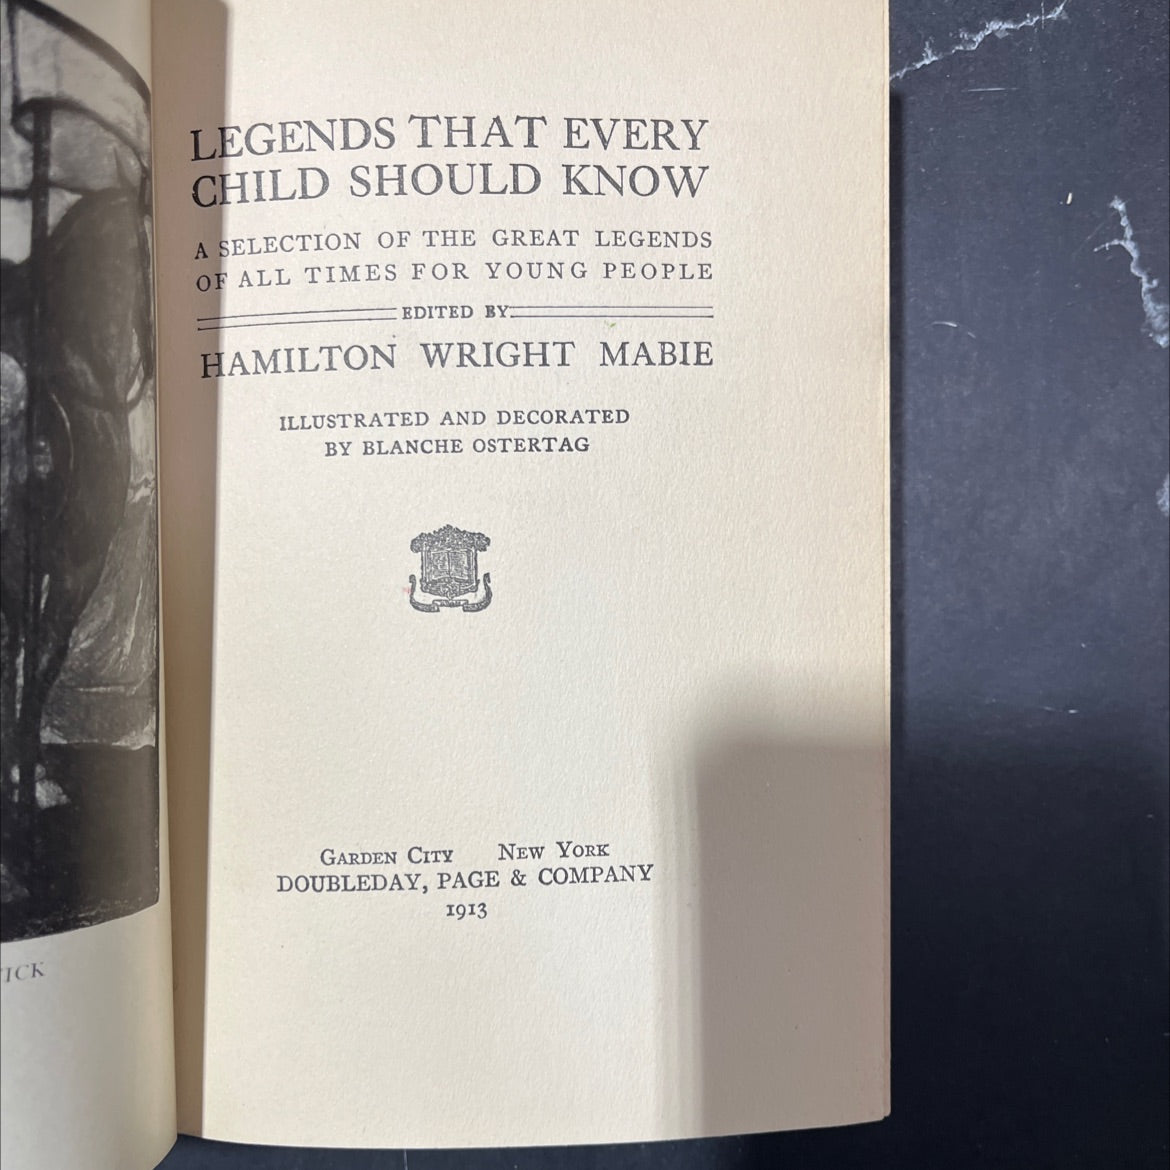 LEGENDS THAT EVERY
CHILD SHOULD KNOW
A SELECTION OF THE GREAT LEGENDS
OF ALL TIMES FOR YOUNG PEOPLE
EDITED BY
HAMILTON WRIGHT MABIE
ILLUSTRATED AND DECORATED
BY BLANCHE OSTERTAG
GARDEN CITY NEW YORK
DOUBLEDAY, PAGE & COMPANY
1913